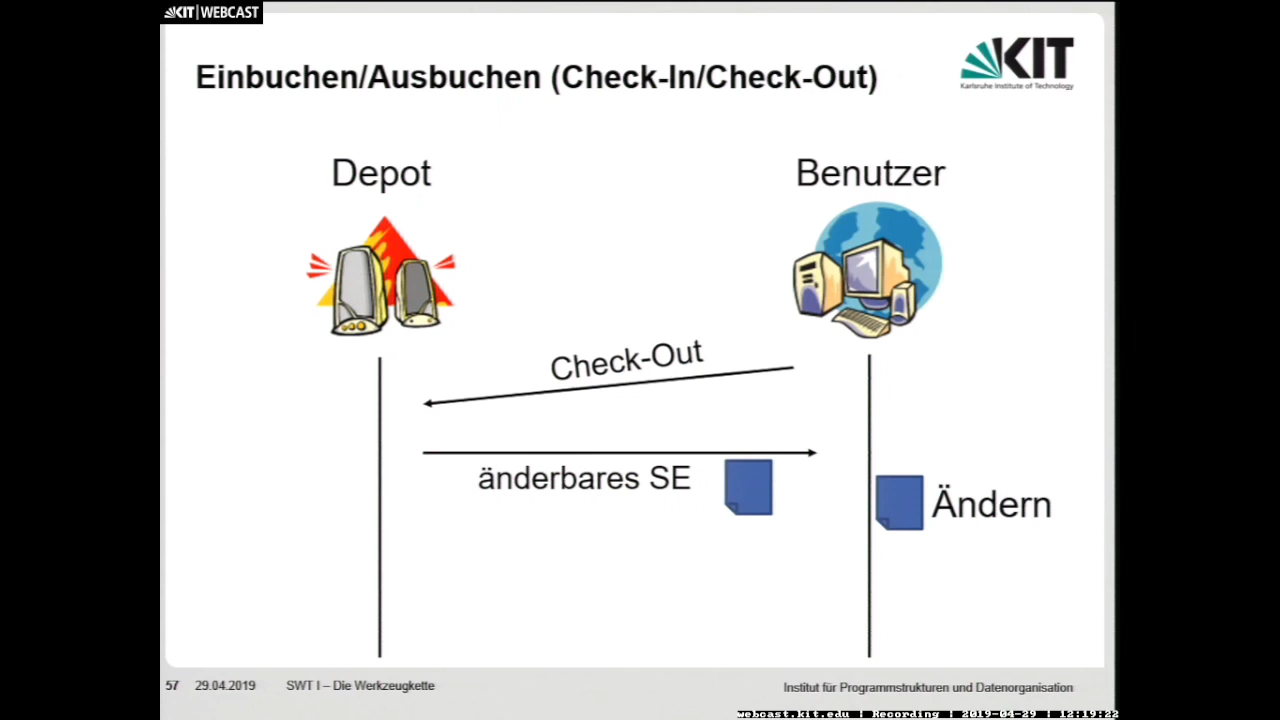 KIT WEBCAST
Einbuchen/Ausbuchen (Check-In/Check-Out)
KIT
Karlsruhe Institute of Technology
Depot
Benutzer
Check-Out
änderbares SE
Ändern
57 29.04.2019 SWT I – Die Werkzeugkette
Institut für Programmstrukturen und Datenorganisation
webcast.kit.edu | Recording | 2019-04-29 | 12:19:22